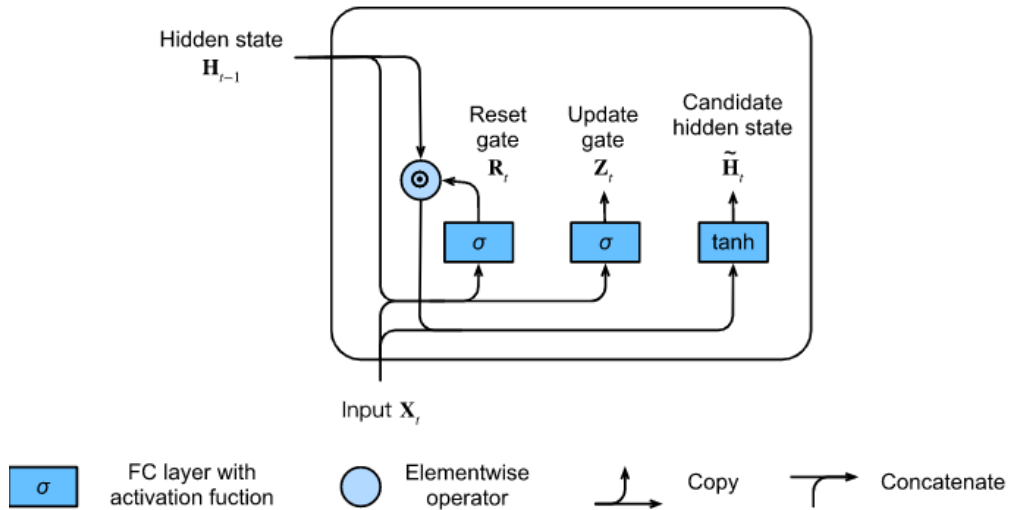 Hidden state
H_{t−1}
Reset
gate
R_t
Update
gate
Z_t
Candidate
hidden state
H̃_t
σ
σ
tanh
Input X_t
σ
FC layer with
activation fuction
Elementwise
operator
Copy
Concatenate